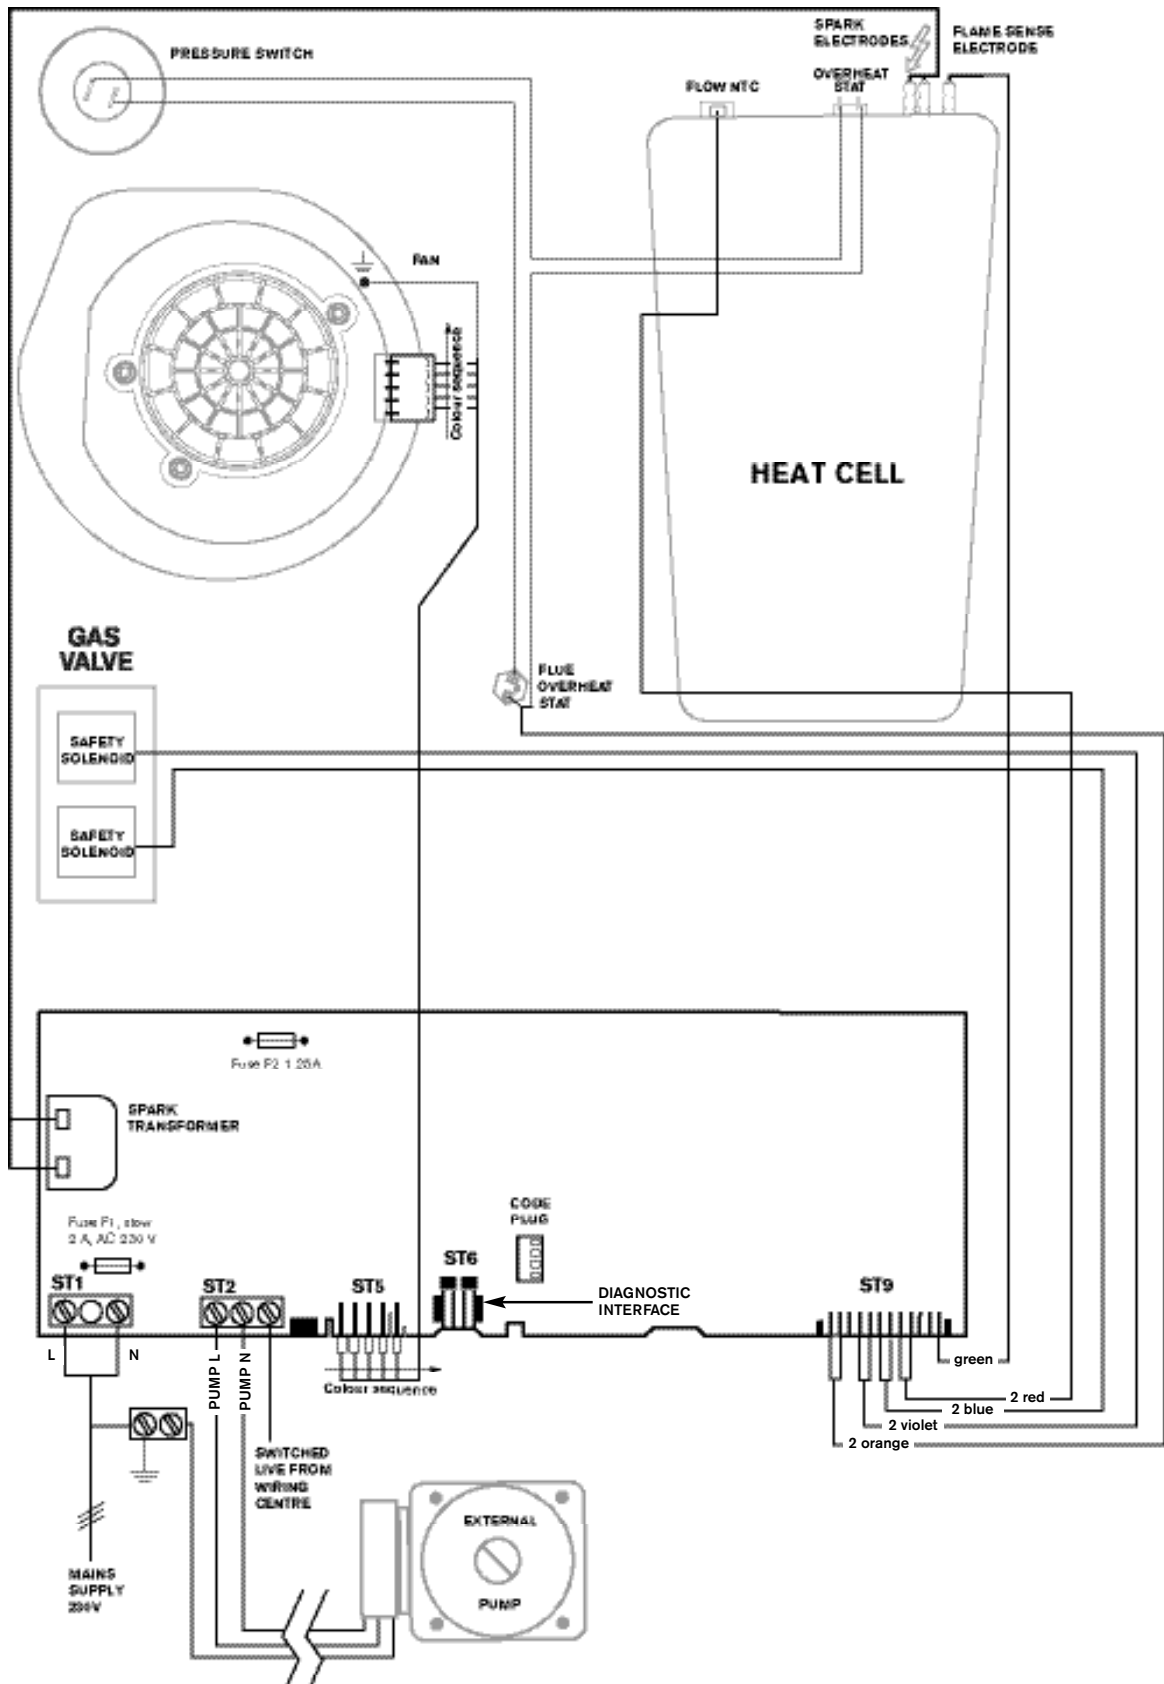 PRESSURE SWITCH
SPARK
ELECTRODES
FLAME SENSE
ELECTRODE
OVERHEAT
STAT
FLOW NTC
FAN
Colour sequence
HEAT CELL
GAS
VALVE
FLUE
OVERHEAT
STAT
SAFETY
SOLENOID
SAFETY
SOLENOID
Fuse F2 1.25A
SPARK
TRANSFORMER
Fuse F1, slow
2 A, AC 230 V
CODE
PLUG
ST1
ST2
ST5
ST6
ST9
DIAGNOSTIC
INTERFACE
L
N
PUMP L
PUMP N
Colour sequence
green
2 red
2 blue
2 violet
2 orange
SWITCHED
LIVE FROM
WIRING
CENTRE
EXTERNAL
PUMP
MAINS
SUPPLY
230V